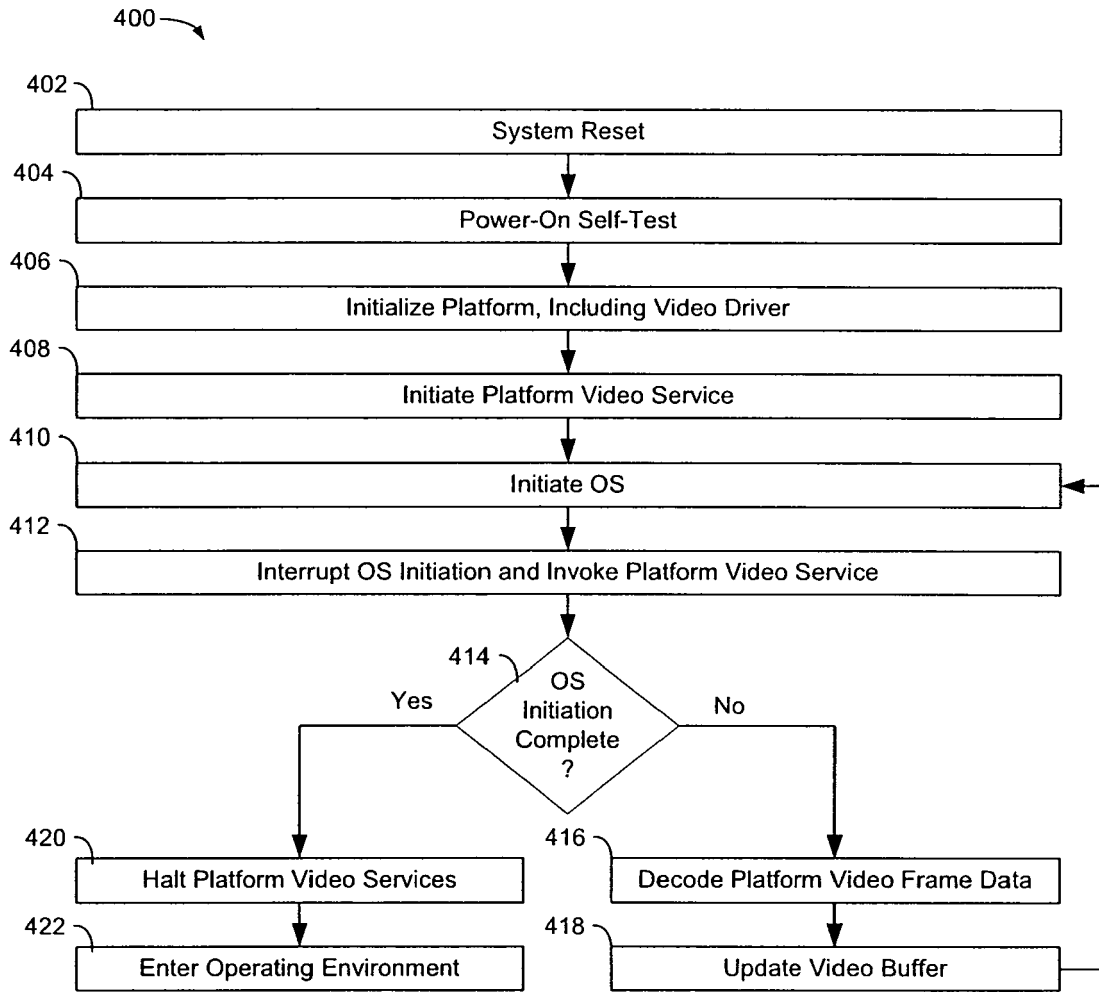 400
402
System Reset
404
Power-On Self-Test
406
Initialize Platform, Including Video Driver
408
Initiate Platform Video Service
410
Initiate OS
412
Interrupt OS Initiation and Invoke Platform Video Service
414
OS
Initiation
Complete
?
Yes
No
420
Halt Platform Video Services
416
Decode Platform Video Frame Data
422
Enter Operating Environment
418
Update Video Buffer